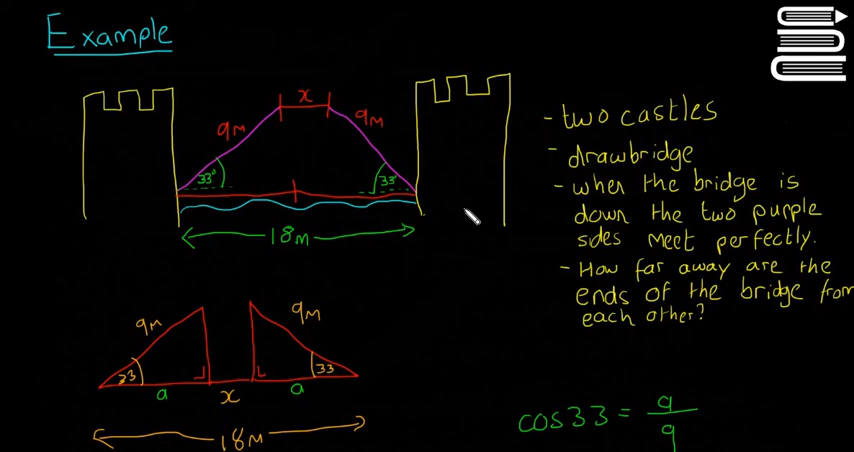 Example
x
9M
9M
33°
33°
18M
- two castles
- drawbridge
- when the bridge is
down the two purple
sides meet perfectly.
- How far away are the
ends of the bridge from
each other?
9M
9M
33
33
a
x
a
18M
cos33 = a
9